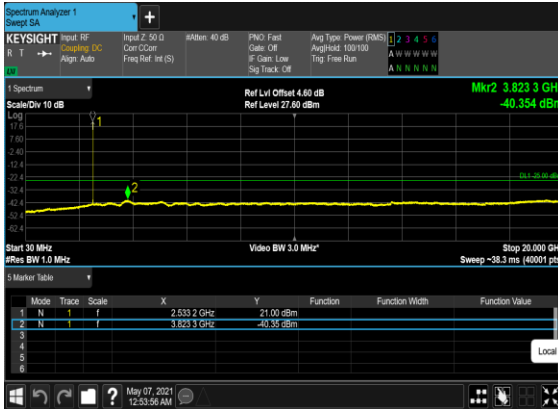 Spectrum Analyzer 1
Swept SA
KEYSIGHT Input: RF Input Z: 50 Ω #Atten: 40 dB PNO: Fast Avg Type: Power (RMS) 1 2 3 4 5 6
R T Coupling: DC Corr CCorr Gate: Off Avg|Hold: 100/100 A W W W W W
Align: Auto Freq Ref: Int (S) IF Gain: Low Trig: Free Run
Sig Track: Off A N N N N N
1 Spectrum Ref Lvl Offset 4.60 dB Mkr2 3.823 3 GH
Scale/Div 10 dB Ref Level 27.60 dBm -40.354 dBm
Log 1
17.6
7.60
-2.40
-12.4
-22.4 DL1 -25.00 dB
-32.4 2
-42.4
-52.4
-62.4
Start 30 MHz Video BW 3.0 MHz* Stop 20.000 GH
#Res BW 1.0 MHz Sweep ~38.3 ms (40001 pts
5 Marker Table
Mode Trace Scale X Y Function Function Width Function Value
1 N 1 f 2.533 2 GHz 21.00 dBm
2 N 1 f 3.823 3 GHz -40.35 dBm
3
4
5
6
Local
May 07, 2021
12:53:56 AM